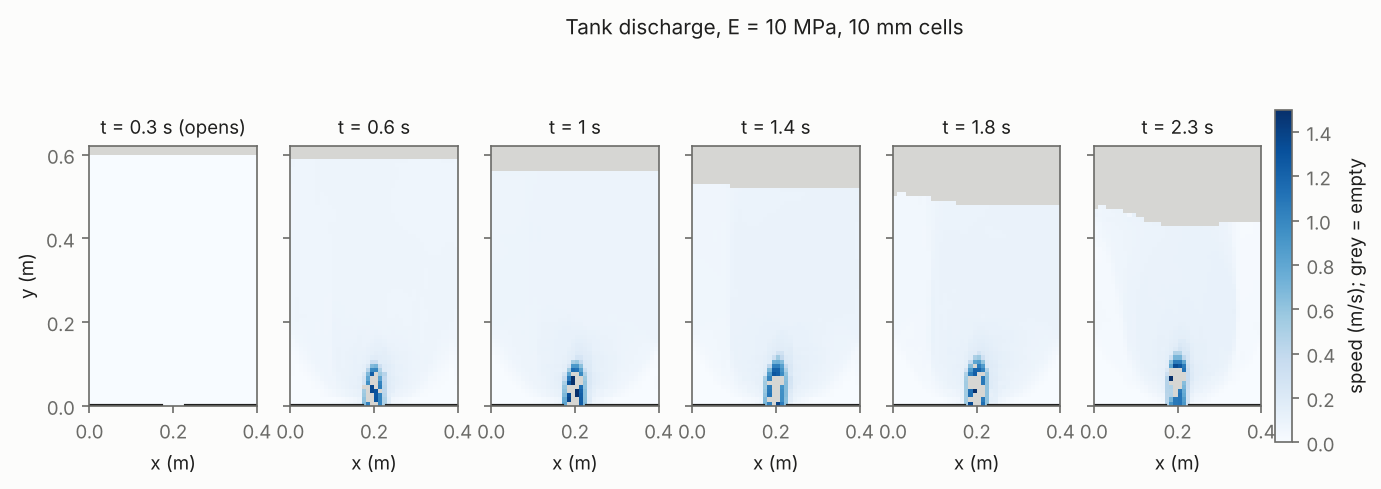 Tank discharge, E = 10 MPa, 10 mm cells
t = 0.3 s (opens)
t = 0.6 s
t = 1 s
t = 1.4 s
t = 1.8 s
t = 2.3 s
y (m)
0.6
0.4
0.2
0.0
0.0 0.2 0.4
0.0 0.2 0.4
0.0 0.2 0.4
0.0 0.2 0.4
0.0 0.2 0.4
0.0 0.2 0.4
x (m)
x (m)
x (m)
x (m)
x (m)
x (m)
1.4
1.2
1.0
0.8
0.6
0.4
0.2
0.0
speed (m/s); grey = empty